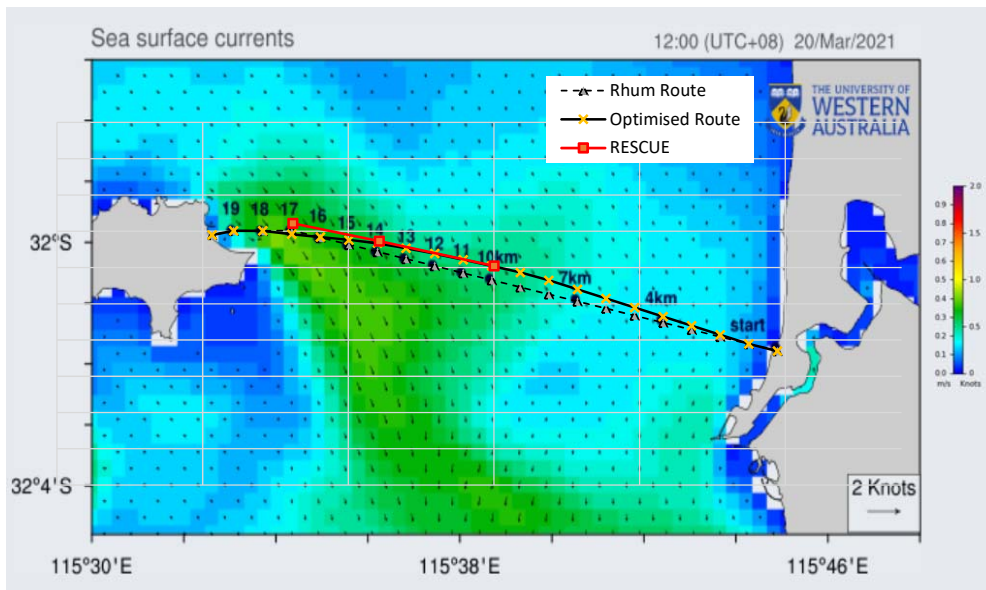 Sea surface currents
12:00 (UTC+08) 20/Mar/2021
Rhum Route
Optimised Route
RESCUE
THE UNIVERSITY OF
WESTERN
AUSTRALIA
19 18 17 16 15 14 13 12 11 10km
7km
4km
start
32°S
32°4'S
115°30'E
115°38'E
115°46'E
2 Knots
2.0
1.0 1.5
0.9
0.8
0.7
0.6
0.5 1.0
0.4
0.3
0.2 0.5
0.1
0.0 0
m/s Knots